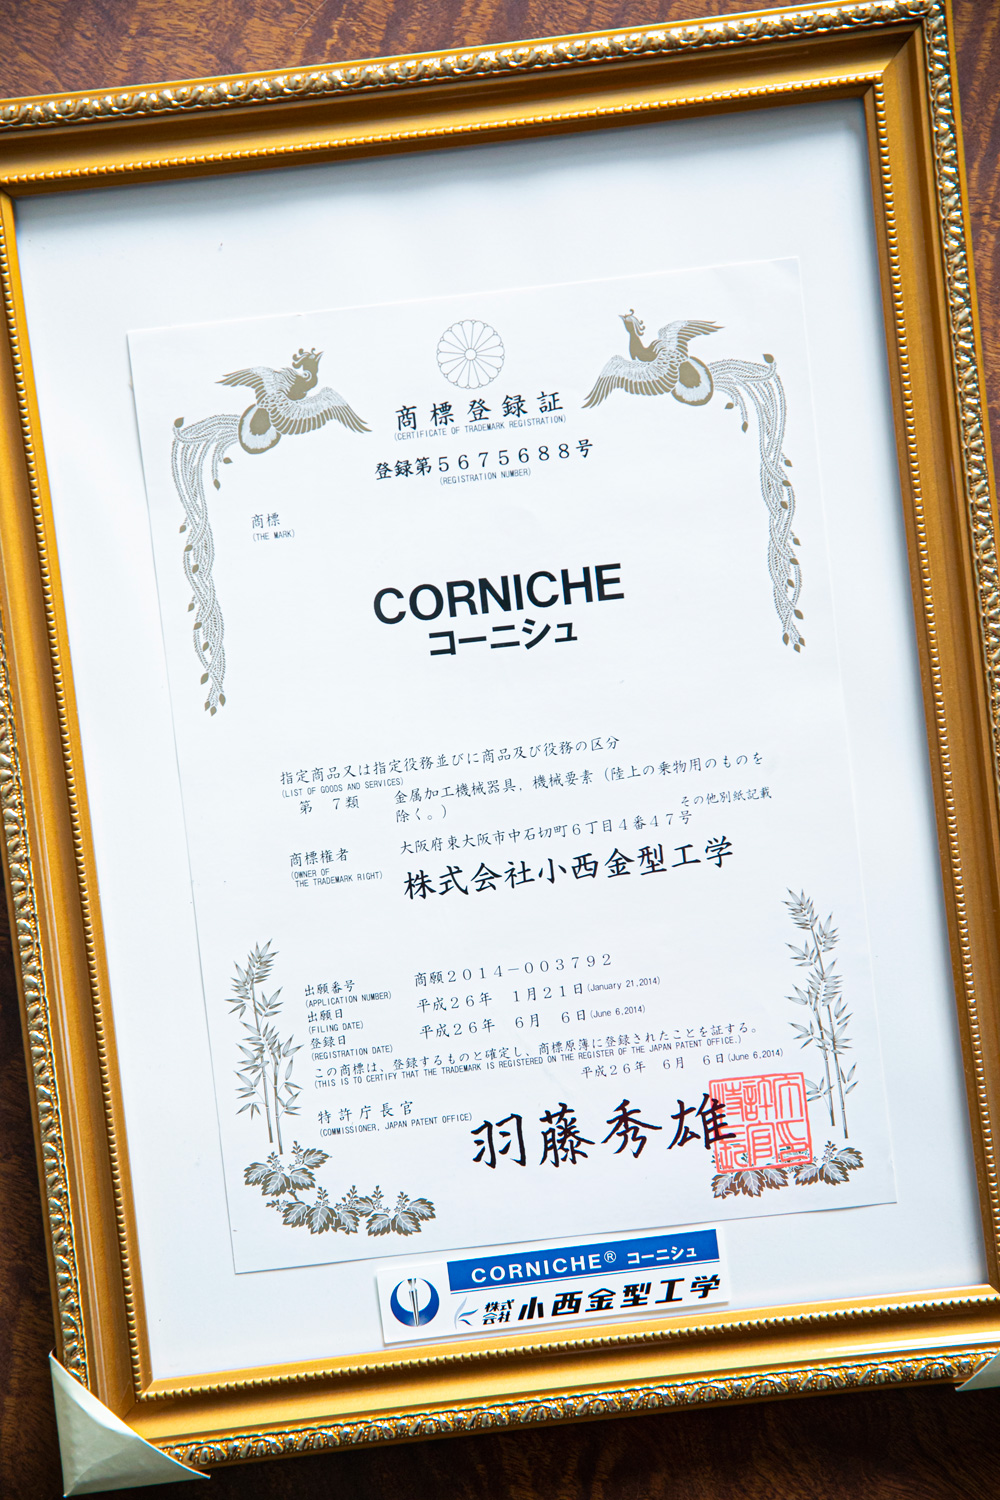 商標登録証
(CERTIFICATE OF TRADEMARK REGISTRATION)
登録第5675688号
(REGISTRATION NUMBER)
商標
(THE MARK)
CORNICHE
コーニシュ
指定商品又は指定役務並びに商品及び役務の区分
(LIST OF GOODS AND SERVICES)
第 7類 金属加工機械器具,機械要素(陸上の乗物用のものを
除く。)
その他別紙記載
商標権者 大阪府東大阪市中石切町6丁目4番47号
(OWNER OF
THE TRADEMARK RIGHT)
株式会社小西金型工学
出願番号 商願2014-003792
(APPLICATION NUMBER)
出願日 平成26年 1月21日(January 21,2014)
(FILING DATE)
登録日 平成26年 6月 6日(June 6,2014)
(REGISTRATION DATE)
この商標は、登録するものと確定し、商標原簿に登録されたことを証する。
(THIS IS TO CERTIFY THAT THE TRADEMARK IS REGISTERED ON THE REGISTER OF THE JAPAN PATENT OFFICE.)
平成26年 6月 6日(June 6,2014)
特許庁長官
(COMMISSIONER, JAPAN PATENT OFFICE)
羽藤秀雄
CORNICHE® コーニシュ
株式会社 小西金型工学